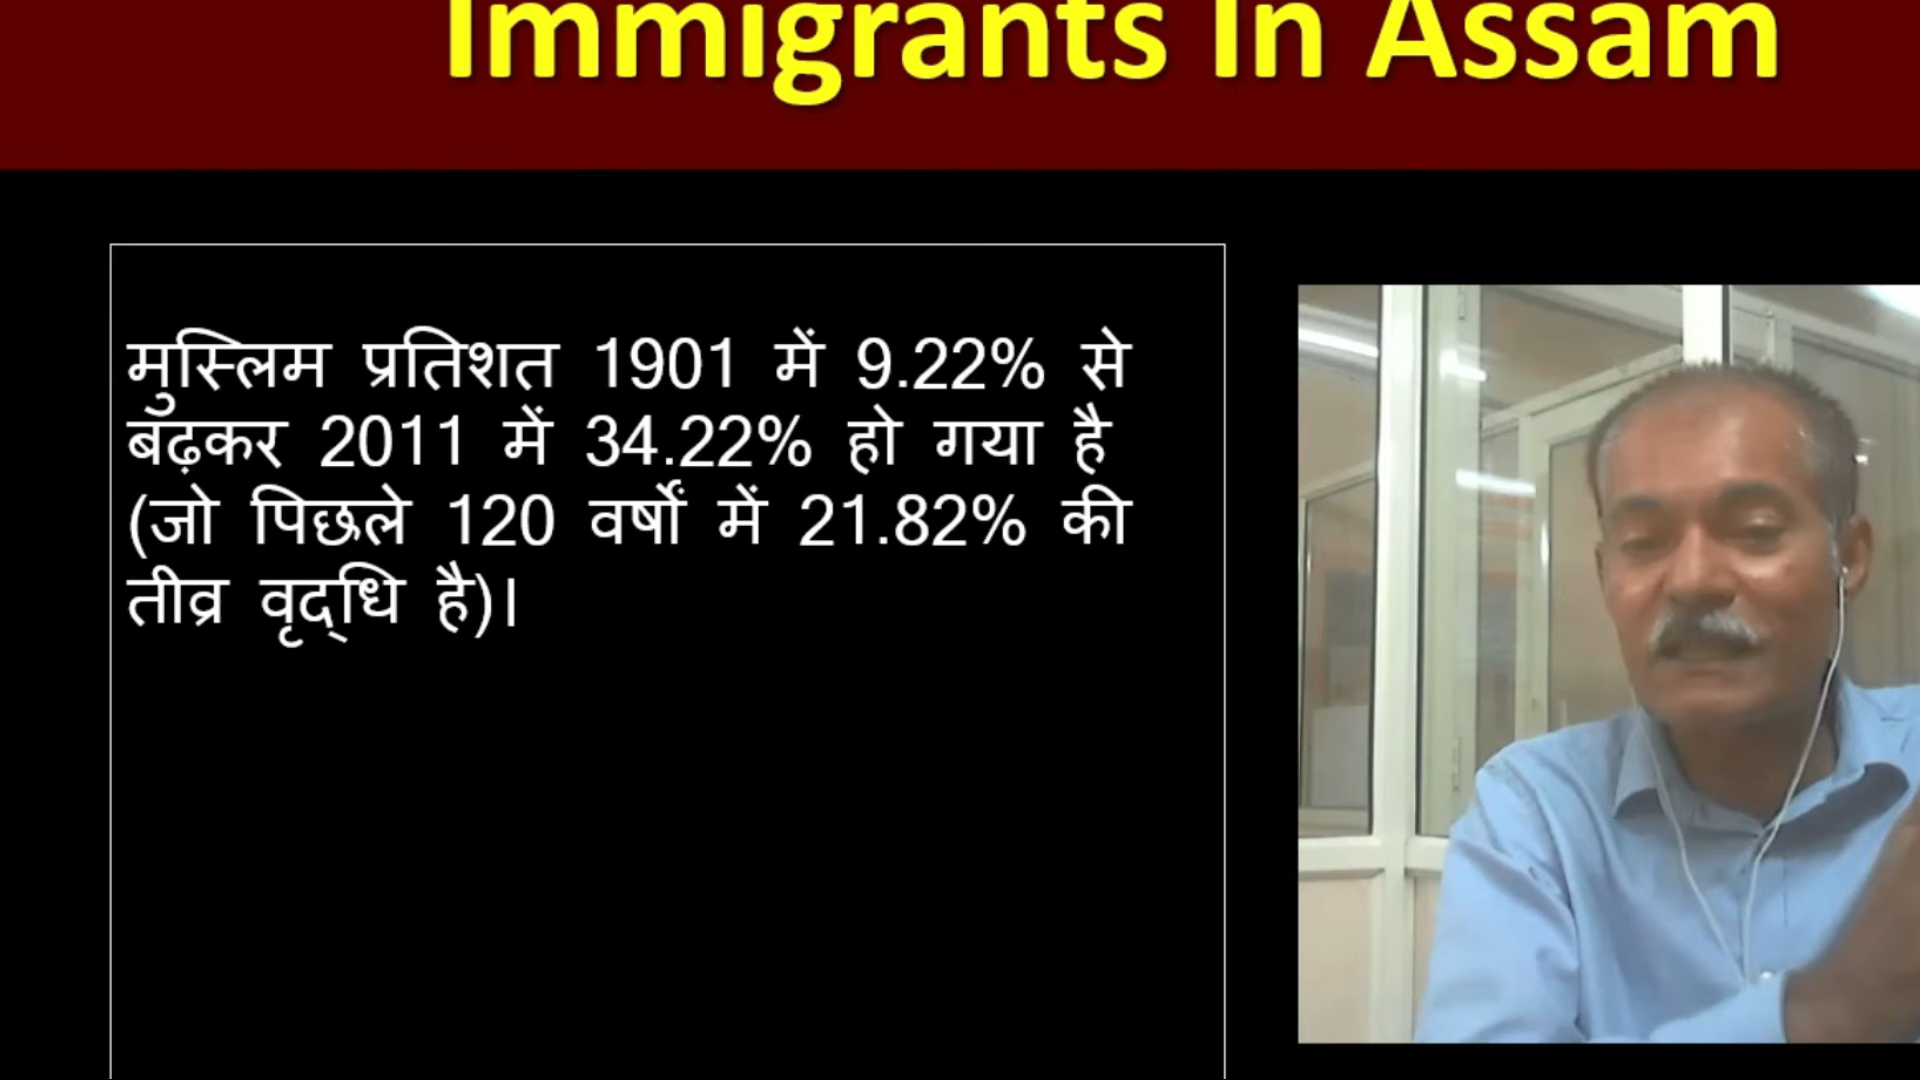 Immigrants In Assam
मुस्लिम प्रतिशत 1901 में 9.22% से
बढ़कर 2011 में 34.22% हो गया है
(जो पिछले 120 वर्षों में 21.82% की
तीव्र वृद्धि है)।